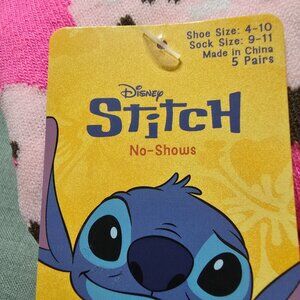 Shoe Size: 4-10
Sock Size: 9-11
Made in China
5 Pairs
Disney
Stitch
No-Shows